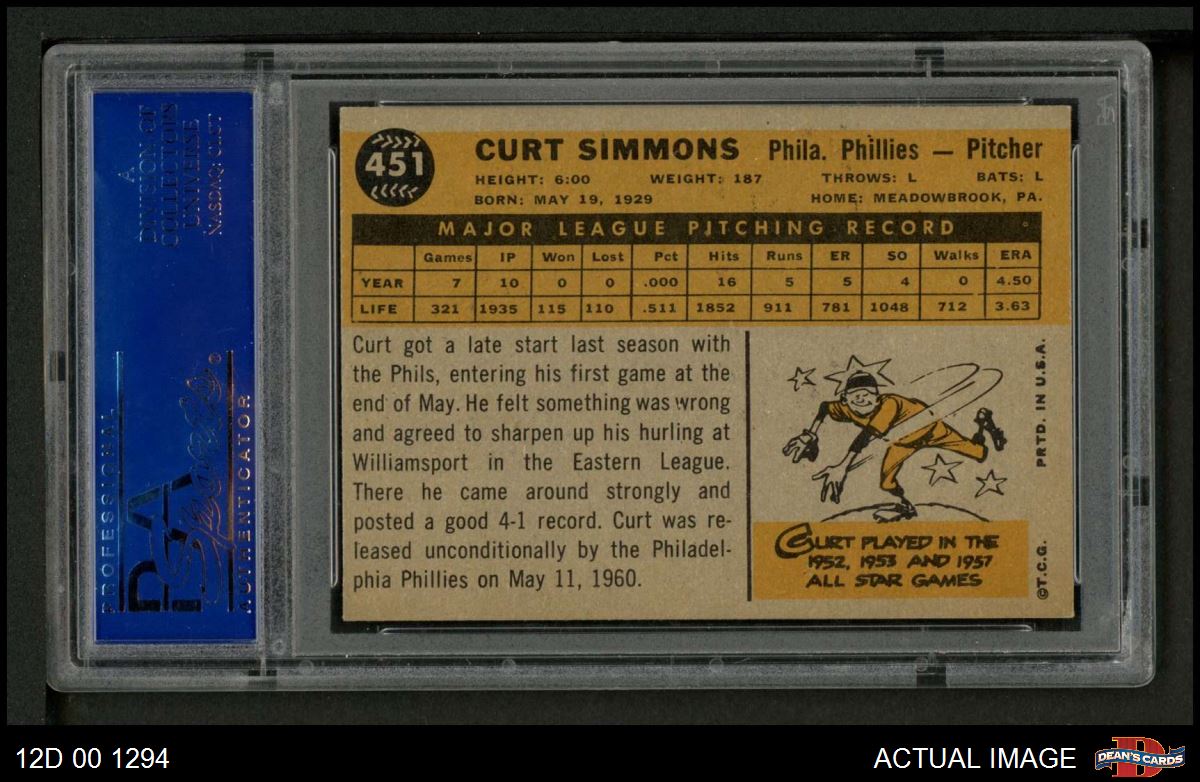 A
DIVISION OF
COLLECTORS
UNIVERSE
NASDAQ: CLCT
PROFESSIONAL
PSA
Sports
AUTHENTICATOR
451
CURT SIMMONS Phila. Phillies — Pitcher
HEIGHT: 6:00 WEIGHT: 187 THROWS: L BATS: L
BORN: MAY 19, 1929 HOME: MEADOWBROOK, PA.
MAJOR LEAGUE PITCHING RECORD
Games IP Won Lost Pct Hits Runs ER SO Walks ERA
YEAR 7 10 0 0 .000 16 5 5 4 0 4.50
LIFE 321 1935 115 110 .511 1852 911 781 1048 712 3.63
Curt got a late start last season with
the Phils, entering his first game at the
end of May. He felt something was wrong
and agreed to sharpen up his hurling at
Williamsport in the Eastern League.
There he came around strongly and
posted a good 4-1 record. Curt was re-
leased unconditionally by the Philadel-
phia Phillies on May 11, 1960.
CURT PLAYED IN THE
1952, 1953 AND 1957
ALL STAR GAMES
PRTD. IN U.S.A.
©T.C.G.
12D 00 1294
ACTUAL IMAGE
DEAN'S CARDS